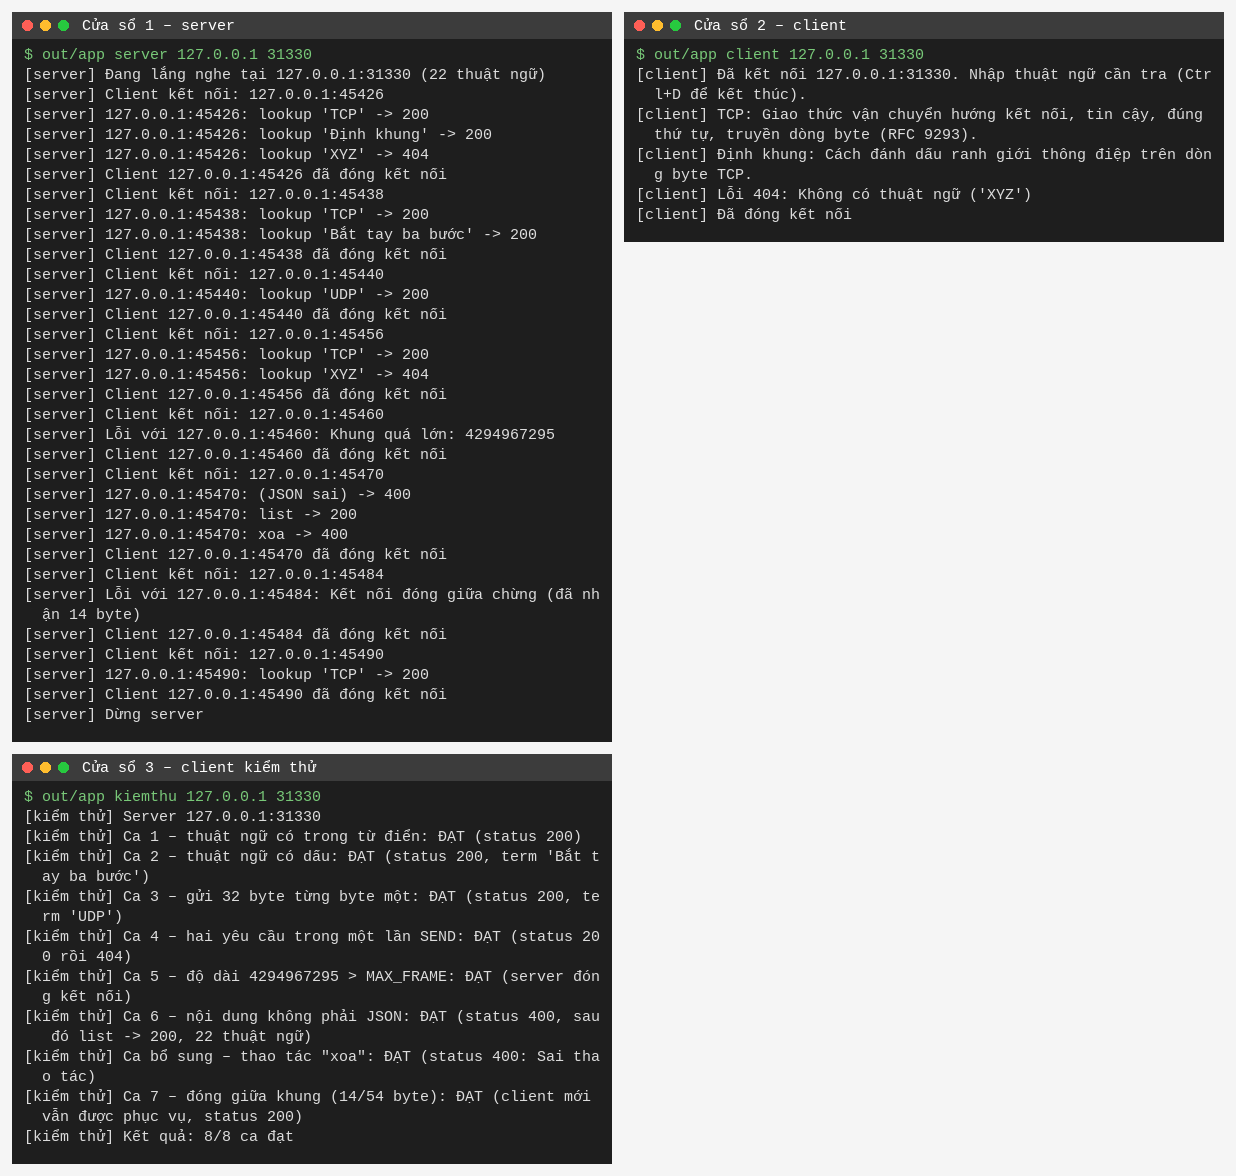 Cửa sổ 1 – server
$ out/app server 127.0.0.1 31330
[server] Đang lắng nghe tại 127.0.0.1:31330 (22 thuật ngữ)
[server] Client kết nối: 127.0.0.1:45426
[server] 127.0.0.1:45426: lookup 'TCP' -> 200
[server] 127.0.0.1:45426: lookup 'Định khung' -> 200
[server] 127.0.0.1:45426: lookup 'XYZ' -> 404
[server] Client 127.0.0.1:45426 đã đóng kết nối
[server] Client kết nối: 127.0.0.1:45438
[server] 127.0.0.1:45438: lookup 'TCP' -> 200
[server] 127.0.0.1:45438: lookup 'Bắt tay ba bước' -> 200
[server] Client 127.0.0.1:45438 đã đóng kết nối
[server] Client kết nối: 127.0.0.1:45440
[server] 127.0.0.1:45440: lookup 'UDP' -> 200
[server] Client 127.0.0.1:45440 đã đóng kết nối
[server] Client kết nối: 127.0.0.1:45456
[server] 127.0.0.1:45456: lookup 'TCP' -> 200
[server] 127.0.0.1:45456: lookup 'XYZ' -> 404
[server] Client 127.0.0.1:45456 đã đóng kết nối
[server] Client kết nối: 127.0.0.1:45460
[server] Lỗi với 127.0.0.1:45460: Khung quá lớn: 4294967295
[server] Client 127.0.0.1:45460 đã đóng kết nối
[server] Client kết nối: 127.0.0.1:45470
[server] 127.0.0.1:45470: (JSON sai) -> 400
[server] 127.0.0.1:45470: list -> 200
[server] 127.0.0.1:45470: xoa -> 400
[server] Client 127.0.0.1:45470 đã đóng kết nối
[server] Client kết nối: 127.0.0.1:45484
[server] Lỗi với 127.0.0.1:45484: Kết nối đóng giữa chừng (đã nh
ận 14 byte)
[server] Client 127.0.0.1:45484 đã đóng kết nối
[server] Client kết nối: 127.0.0.1:45490
[server] 127.0.0.1:45490: lookup 'TCP' -> 200
[server] Client 127.0.0.1:45490 đã đóng kết nối
[server] Dừng server
Cửa sổ 2 – client
$ out/app client 127.0.0.1 31330
[client] Đã kết nối 127.0.0.1:31330. Nhập thuật ngữ cần tra (Ctr
l+D để kết thúc).
[client] TCP: Giao thức vận chuyển hướng kết nối, tin cậy, đúng
thứ tự, truyền dòng byte (RFC 9293).
[client] Định khung: Cách đánh dấu ranh giới thông điệp trên dòn
g byte TCP.
[client] Lỗi 404: Không có thuật ngữ ('XYZ')
[client] Đã đóng kết nối
Cửa sổ 3 – client kiểm thử
$ out/app kiemthu 127.0.0.1 31330
[kiểm thử] Server 127.0.0.1:31330
[kiểm thử] Ca 1 – thuật ngữ có trong từ điển: ĐẠT (status 200)
[kiểm thử] Ca 2 – thuật ngữ có dấu: ĐẠT (status 200, term 'Bắt t
ay ba bước')
[kiểm thử] Ca 3 – gửi 32 byte từng byte một: ĐẠT (status 200, te
rm 'UDP')
[kiểm thử] Ca 4 – hai yêu cầu trong một lần SEND: ĐẠT (status 20
0 rồi 404)
[kiểm thử] Ca 5 – độ dài 4294967295 > MAX_FRAME: ĐẠT (server đón
g kết nối)
[kiểm thử] Ca 6 – nội dung không phải JSON: ĐẠT (status 400, sau
đó list -> 200, 22 thuật ngữ)
[kiểm thử] Ca bổ sung – thao tác "xoa": ĐẠT (status 400: Sai tha
o tác)
[kiểm thử] Ca 7 – đóng giữa khung (14/54 byte): ĐẠT (client mới
vẫn được phục vụ, status 200)
[kiểm thử] Kết quả: 8/8 ca đạt